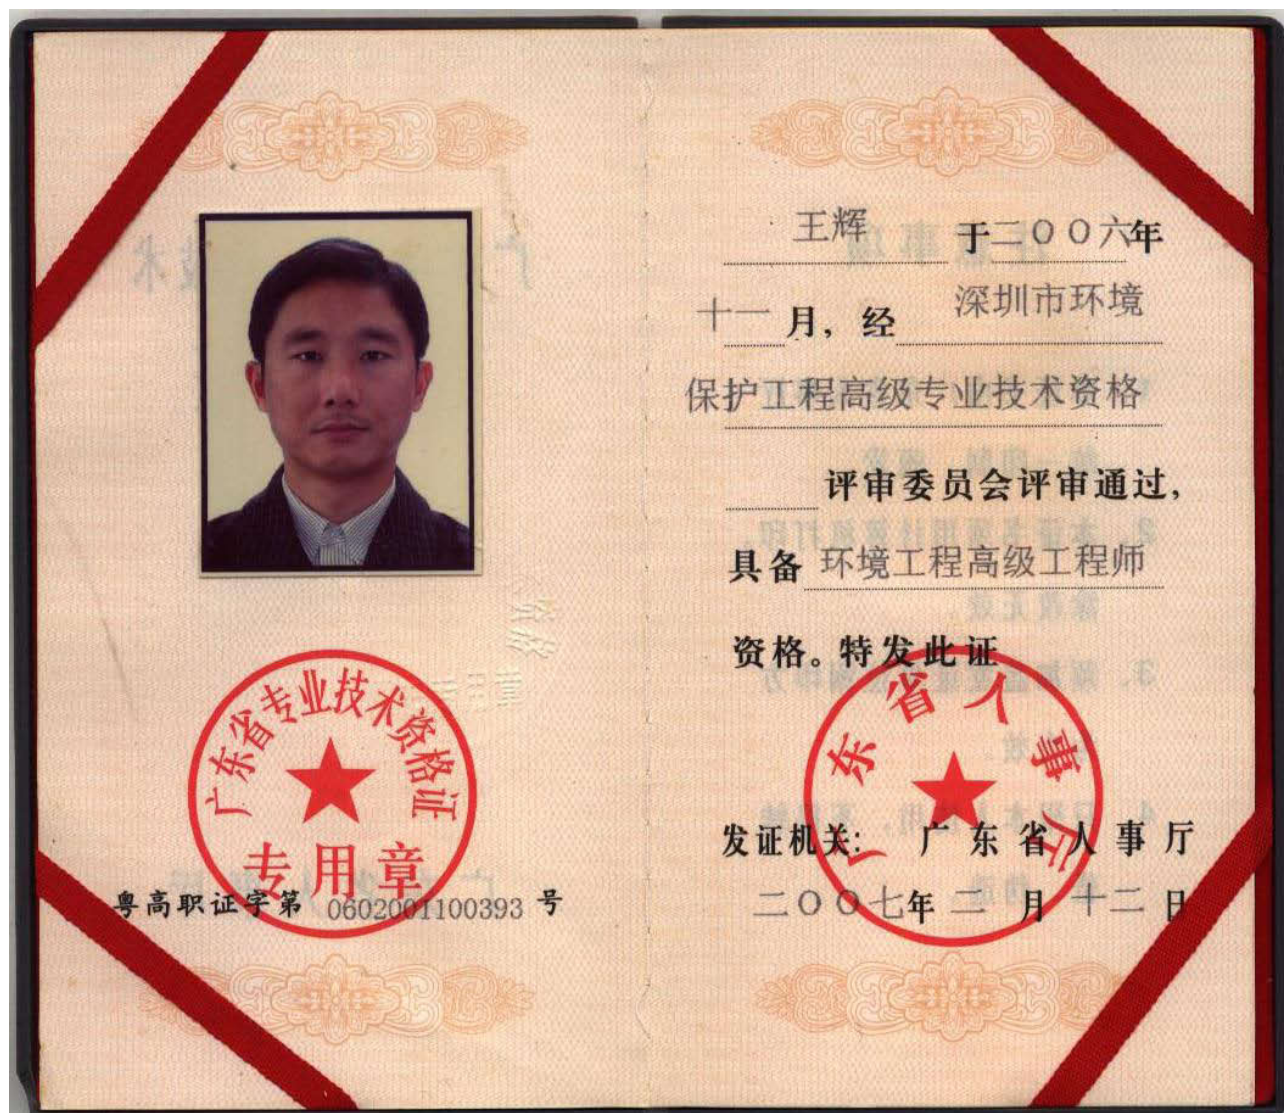 广东省专业技术资格证
专用章
粤高职证字第 0602001100393 号
王辉 于二〇〇六年
十一月，经 深圳市环境
保护工程高级专业技术资格
评审委员会评审通过，
具备 环境工程高级工程师
资格。特发此证
广东省人事厅
发证机关：广东省人事厅
二〇〇七年 二 月 十二 日